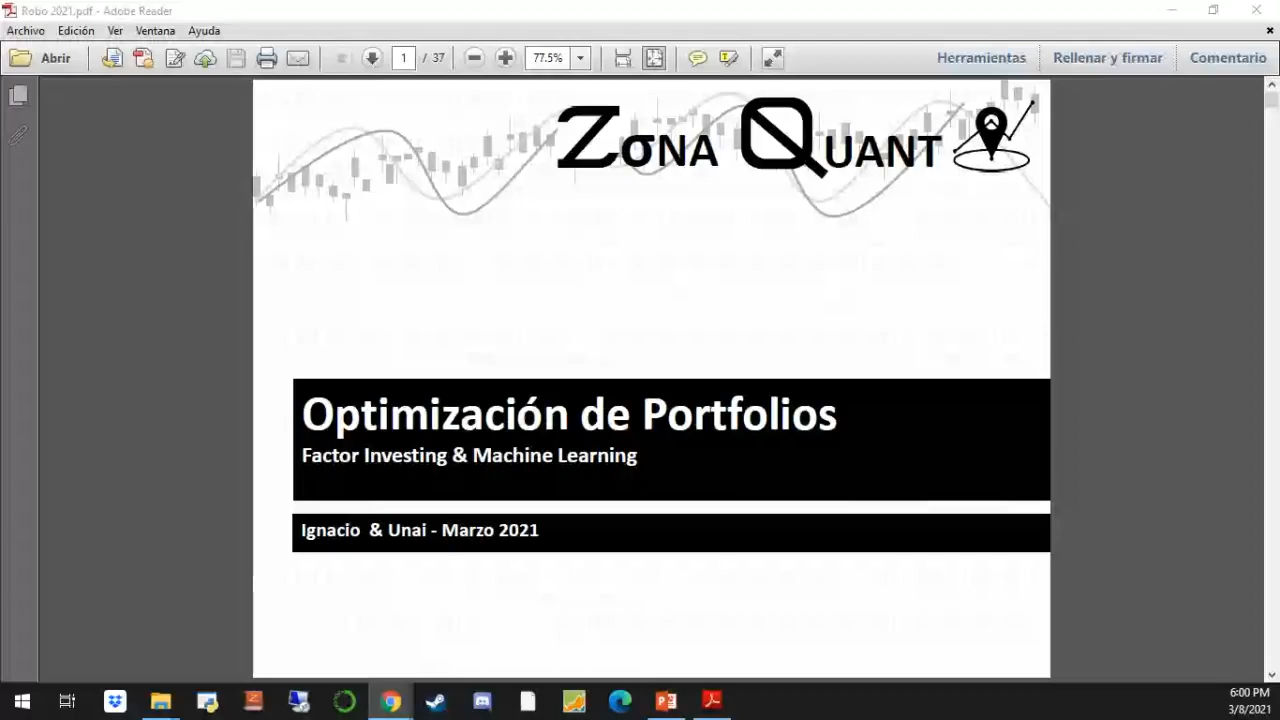 Robo 2021.pdf - Adobe Reader
Archivo Edición Ver Ventana Ayuda
Abrir 1 / 37 77.5% Herramientas Rellenar y firmar Comentario
ZσNA QUANT
Optimización de Portfolios
Factor Investing & Machine Learning
Ignacio & Unai - Marzo 2021
6:00 PM
3/8/2021